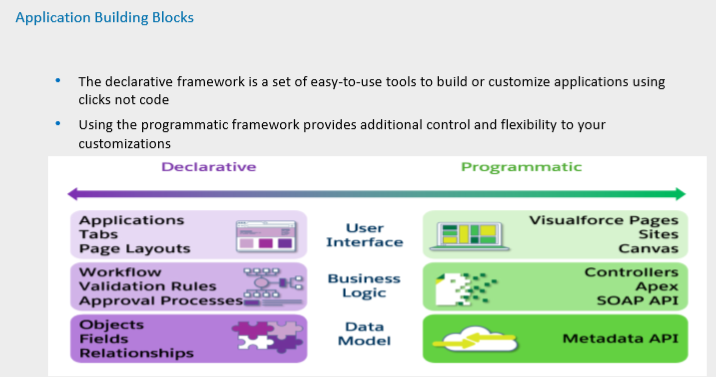 Application Building Blocks
• The declarative framework is a set of easy-to-use tools to build or customize applications using
clicks not code
• Using the programmatic framework provides additional control and flexibility to your
customizations
Declarative
Programmatic
Applications
Tabs
Page Layouts
User
Interface
Visualforce Pages
Sites
Canvas
Workflow
Validation Rules
Approval Processes
Business
Logic
Controllers
Apex
SOAP API
Objects
Fields
Relationships
Data
Model
Metadata API